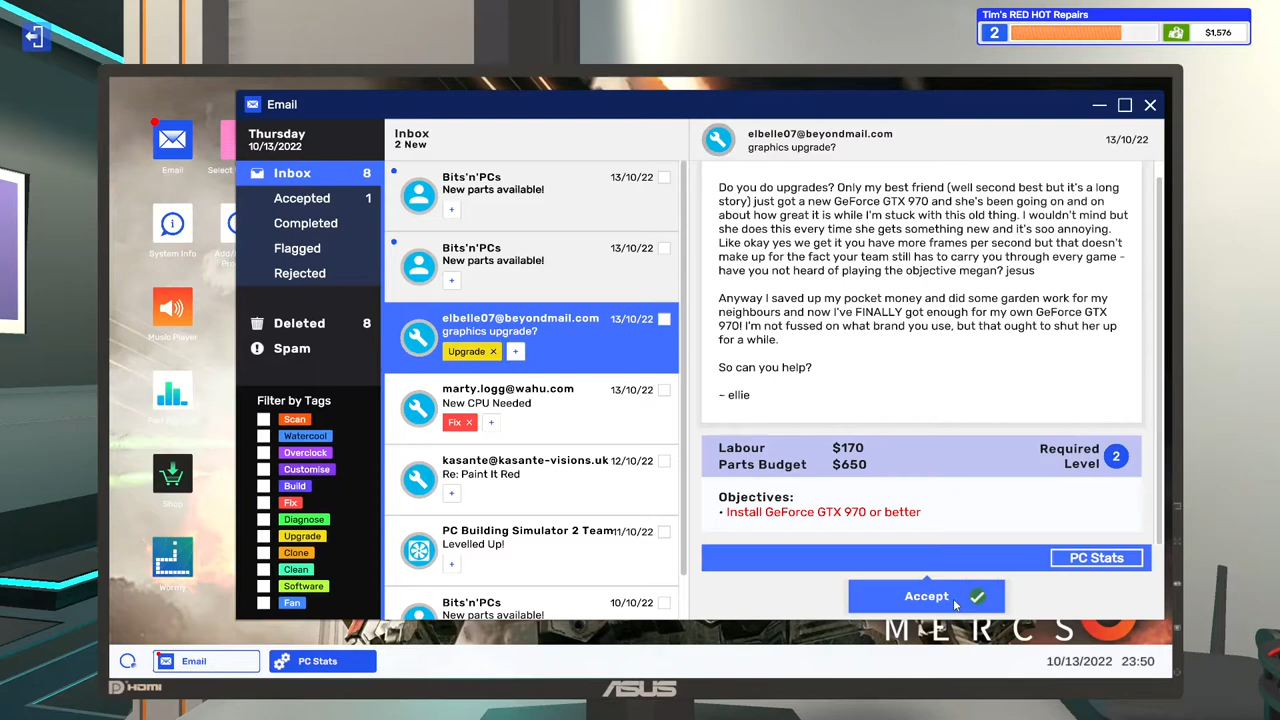 Tim's RED HOT Repairs
2
$1,576
Email
Thursday
10/13/2022
Inbox 8
Accepted 1
Completed
Flagged
Rejected
Deleted 8
Spam
Filter by Tags
Scan
Watercool
Overclock
Customise
Build
Fix
Diagnose
Upgrade
Clone
Clean
Software
Fan
Email
System Info
Music Player
Shop
Select
Add/
Inbox
2 New
Bits'n'PCs 13/10/22
New parts available!
+
Bits'n'PCs 13/10/22
New parts available!
+
elbelle07@beyondmail.com 13/10/22
graphics upgrade?
Upgrade × +
marty.logg@wahu.com 13/10/22
New CPU Needed
Fix × +
kasante@kasante-visions.uk 12/10/22
Re: Paint It Red
+
PC Building Simulator 2 Team 11/10/22
Levelled Up!
+
Bits'n'PCs 10/10/22
New parts available!
elbelle07@beyondmail.com 13/10/22
graphics upgrade?
Do you do upgrades? Only my best friend (well second best but it's a long
story) just got a new GeForce GTX 970 and she's been going on and on
about how great it is while I'm stuck with this old thing. I wouldn't mind but
she does this every time she gets something new and it's soo annoying.
Like okay yes we get it you have more frames per second but that doesn't
make up for the fact your team still has to carry you through every game -
have you not heard of playing the objective megan? jesus
Anyway I saved up my pocket money and did some garden work for my
neighbours and now I've FINALLY got enough for my own GeForce GTX
970! I'm not fussed on what brand you use, but that ought to shut her up
for a while.
So can you help?
~ ellie
Labour $170
Parts Budget $650
Required
Level 2
Objectives:
• Install GeForce GTX 970 or better
PC Stats
Accept
MERCS
Email
PC Stats
10/13/2022 23:50
HDMI
ASUS